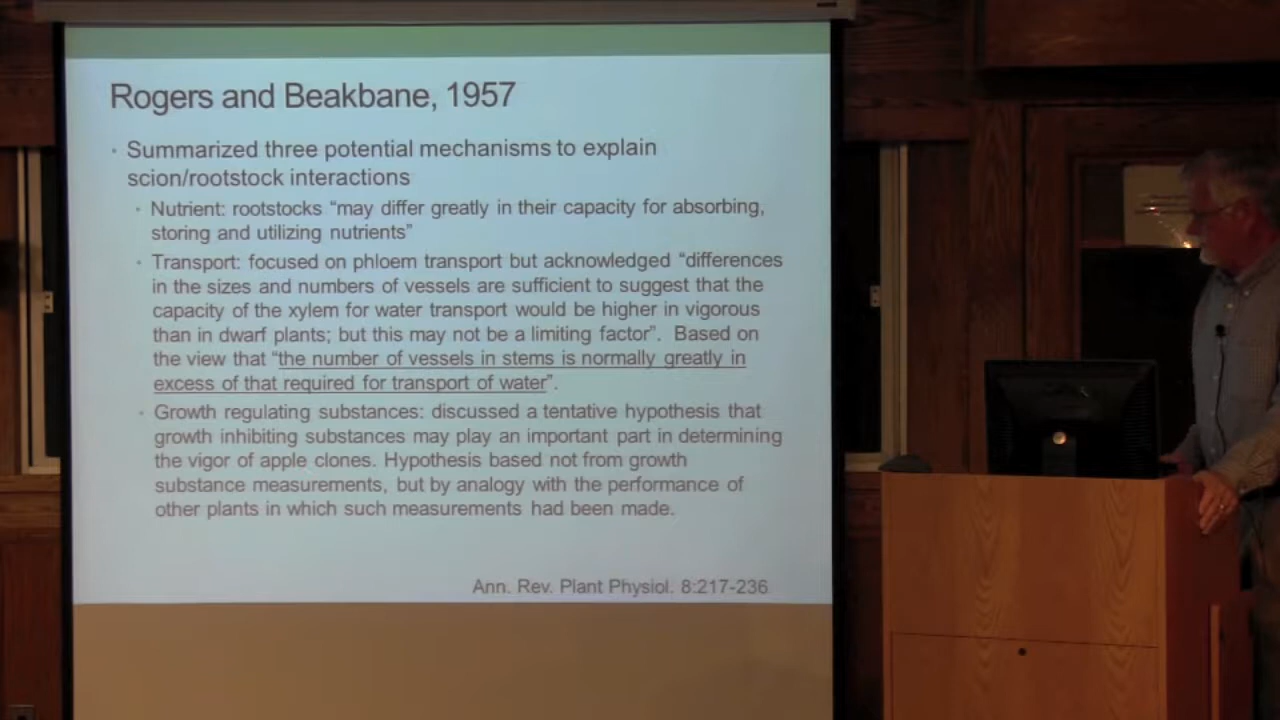 Rogers and Beakbane, 1957
• Summarized three potential mechanisms to explain
scion/rootstock interactions
• Nutrient: rootstocks “may differ greatly in their capacity for absorbing,
storing and utilizing nutrients”
• Transport: focused on phloem transport but acknowledged “differences
in the sizes and numbers of vessels are sufficient to suggest that the
capacity of the xylem for water transport would be higher in vigorous
than in dwarf plants; but this may not be a limiting factor”. Based on
the view that “the number of vessels in stems is normally greatly in
excess of that required for transport of water”.
• Growth regulating substances: discussed a tentative hypothesis that
growth inhibiting substances may play an important part in determining
the vigor of apple clones. Hypothesis based not from growth
substance measurements, but by analogy with the performance of
other plants in which such measurements had been made.
Ann. Rev. Plant Physiol. 8:217-236